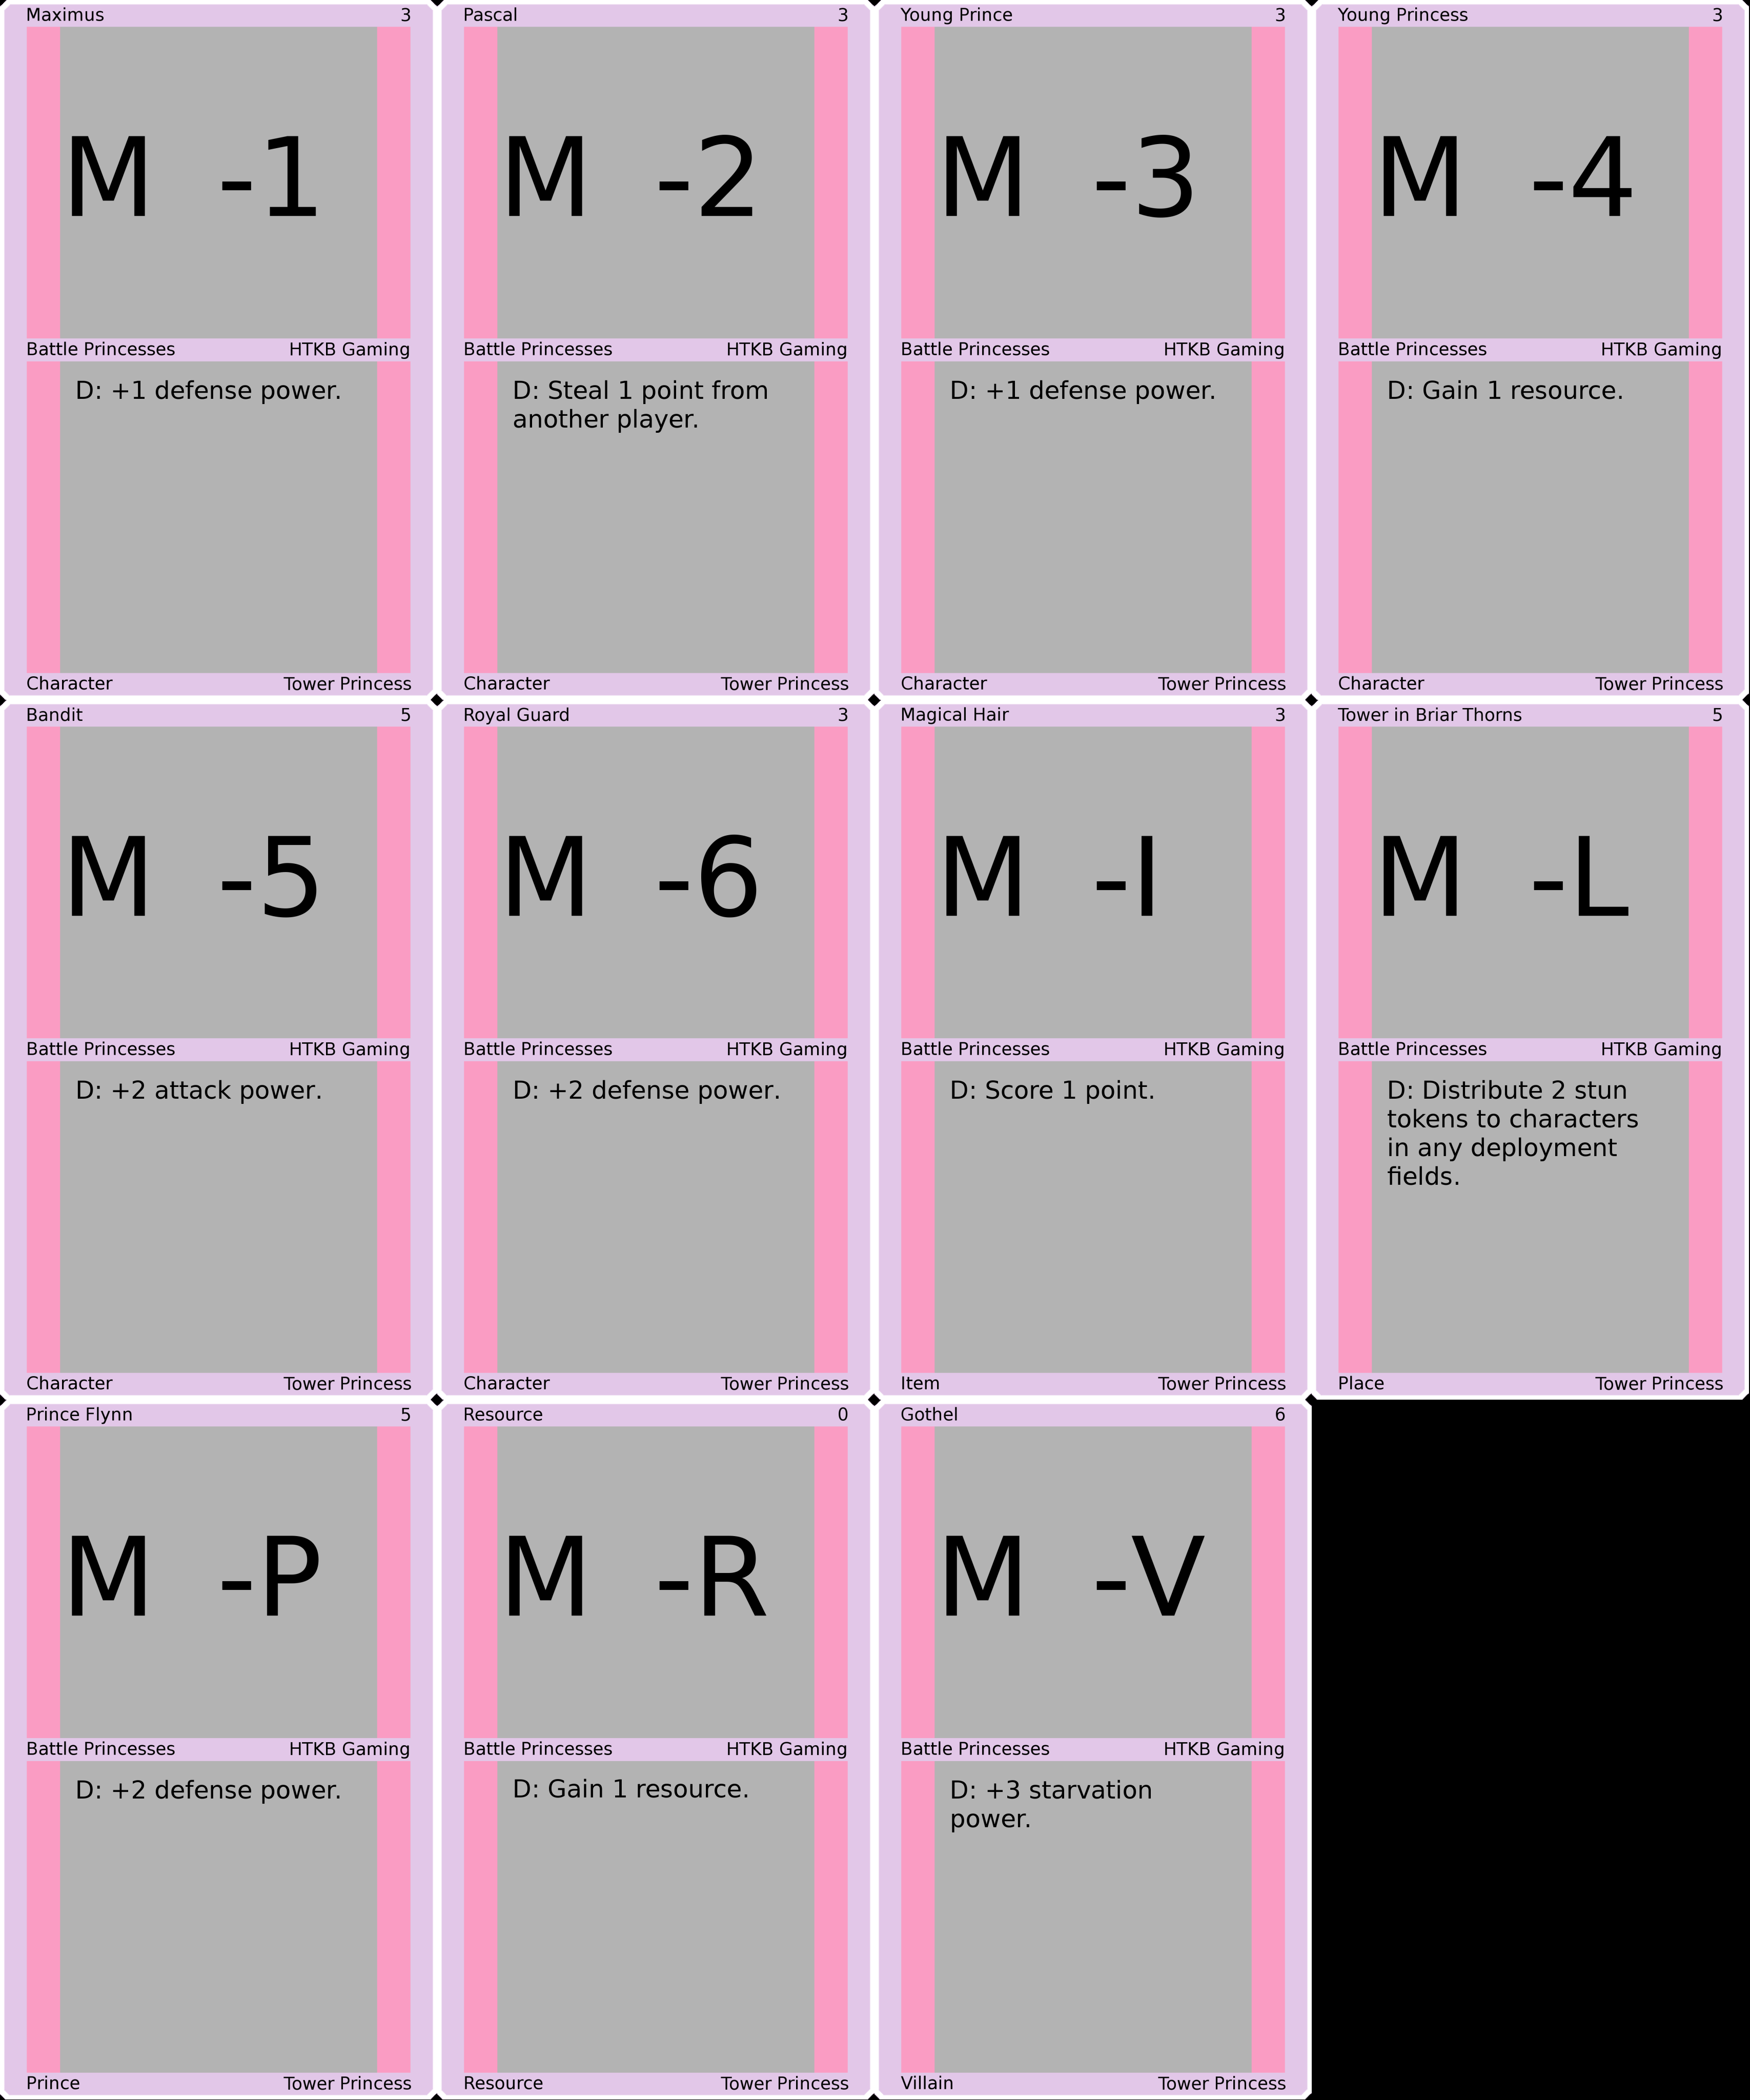 Maximus 3
M -1
Battle Princesses HTKB Gaming
D: +1 defense power.
Character Tower Princess
Pascal 3
M -2
Battle Princesses HTKB Gaming
D: Steal 1 point from
another player.
Character Tower Princess
Young Prince 3
M -3
Battle Princesses HTKB Gaming
D: +1 defense power.
Character Tower Princess
Young Princess 3
M -4
Battle Princesses HTKB Gaming
D: Gain 1 resource.
Character Tower Princess
Bandit 5
M -5
Battle Princesses HTKB Gaming
D: +2 attack power.
Character Tower Princess
Royal Guard 3
M -6
Battle Princesses HTKB Gaming
D: +2 defense power.
Character Tower Princess
Magical Hair 3
M -I
Battle Princesses HTKB Gaming
D: Score 1 point.
Item Tower Princess
Tower in Briar Thorns 5
M -L
Battle Princesses HTKB Gaming
D: Distribute 2 stun
tokens to characters
in any deployment
fields.
Place Tower Princess
Prince Flynn 5
M -P
Battle Princesses HTKB Gaming
D: +2 defense power.
Prince Tower Princess
Resource 0
M -R
Battle Princesses HTKB Gaming
D: Gain 1 resource.
Resource Tower Princess
Gothel 6
M -V
Battle Princesses HTKB Gaming
D: +3 starvation
power.
Villain Tower Princess